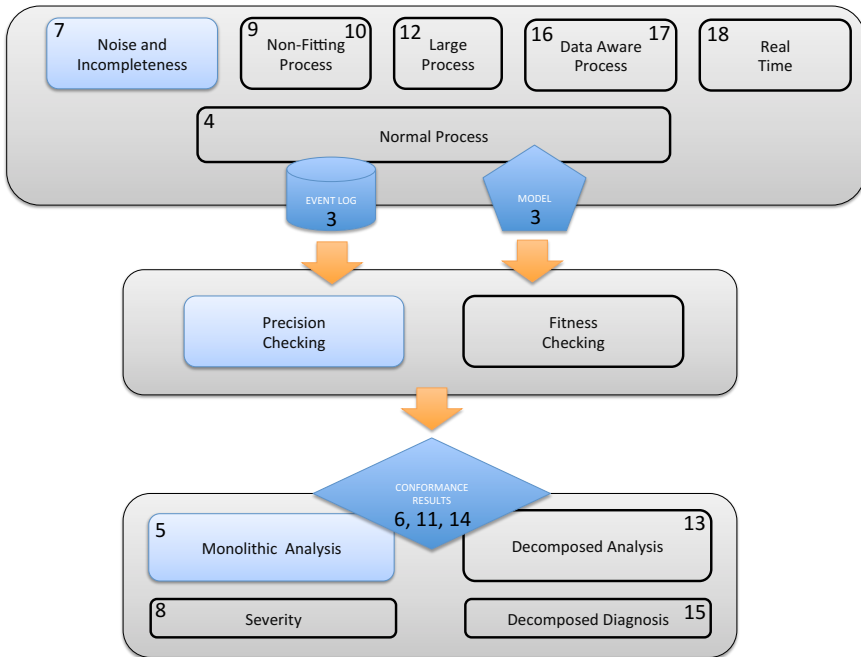 7
Noise and
Incompleteness
9
10
Non-Fitting
Process
12
Large
Process
16
17
Data Aware
Process
18
Real
Time
4
Normal Process
EVENT LOG
3
MODEL
3
Precision
Checking
Fitness
Checking
CONFORMANCE
RESULTS
6, 11, 14
5
Monolithic Analysis
13
Decomposed Analysis
8
Severity
15
Decomposed Diagnosis